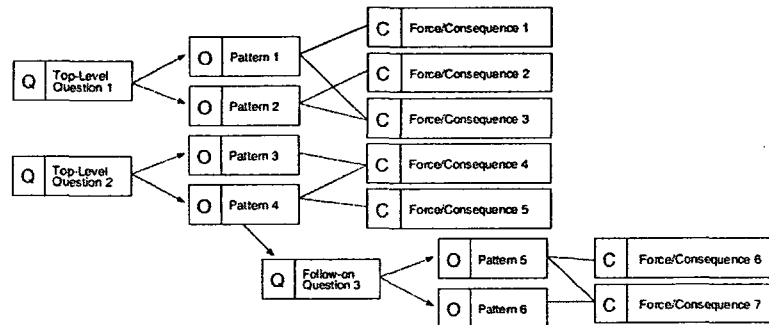 Q Top-Level
Question 1
O Pattern 1
O Pattern 2
C Force/Consequence 1
C Force/Consequence 2
C Force/Consequence 3
Q Top-Level
Question 2
O Pattern 3
O Pattern 4
C Force/Consequence 4
C Force/Consequence 5
Q Follow-on
Question 3
O Pattern 5
O Pattern 6
C Force/Consequence 6
C Force/Consequence 7